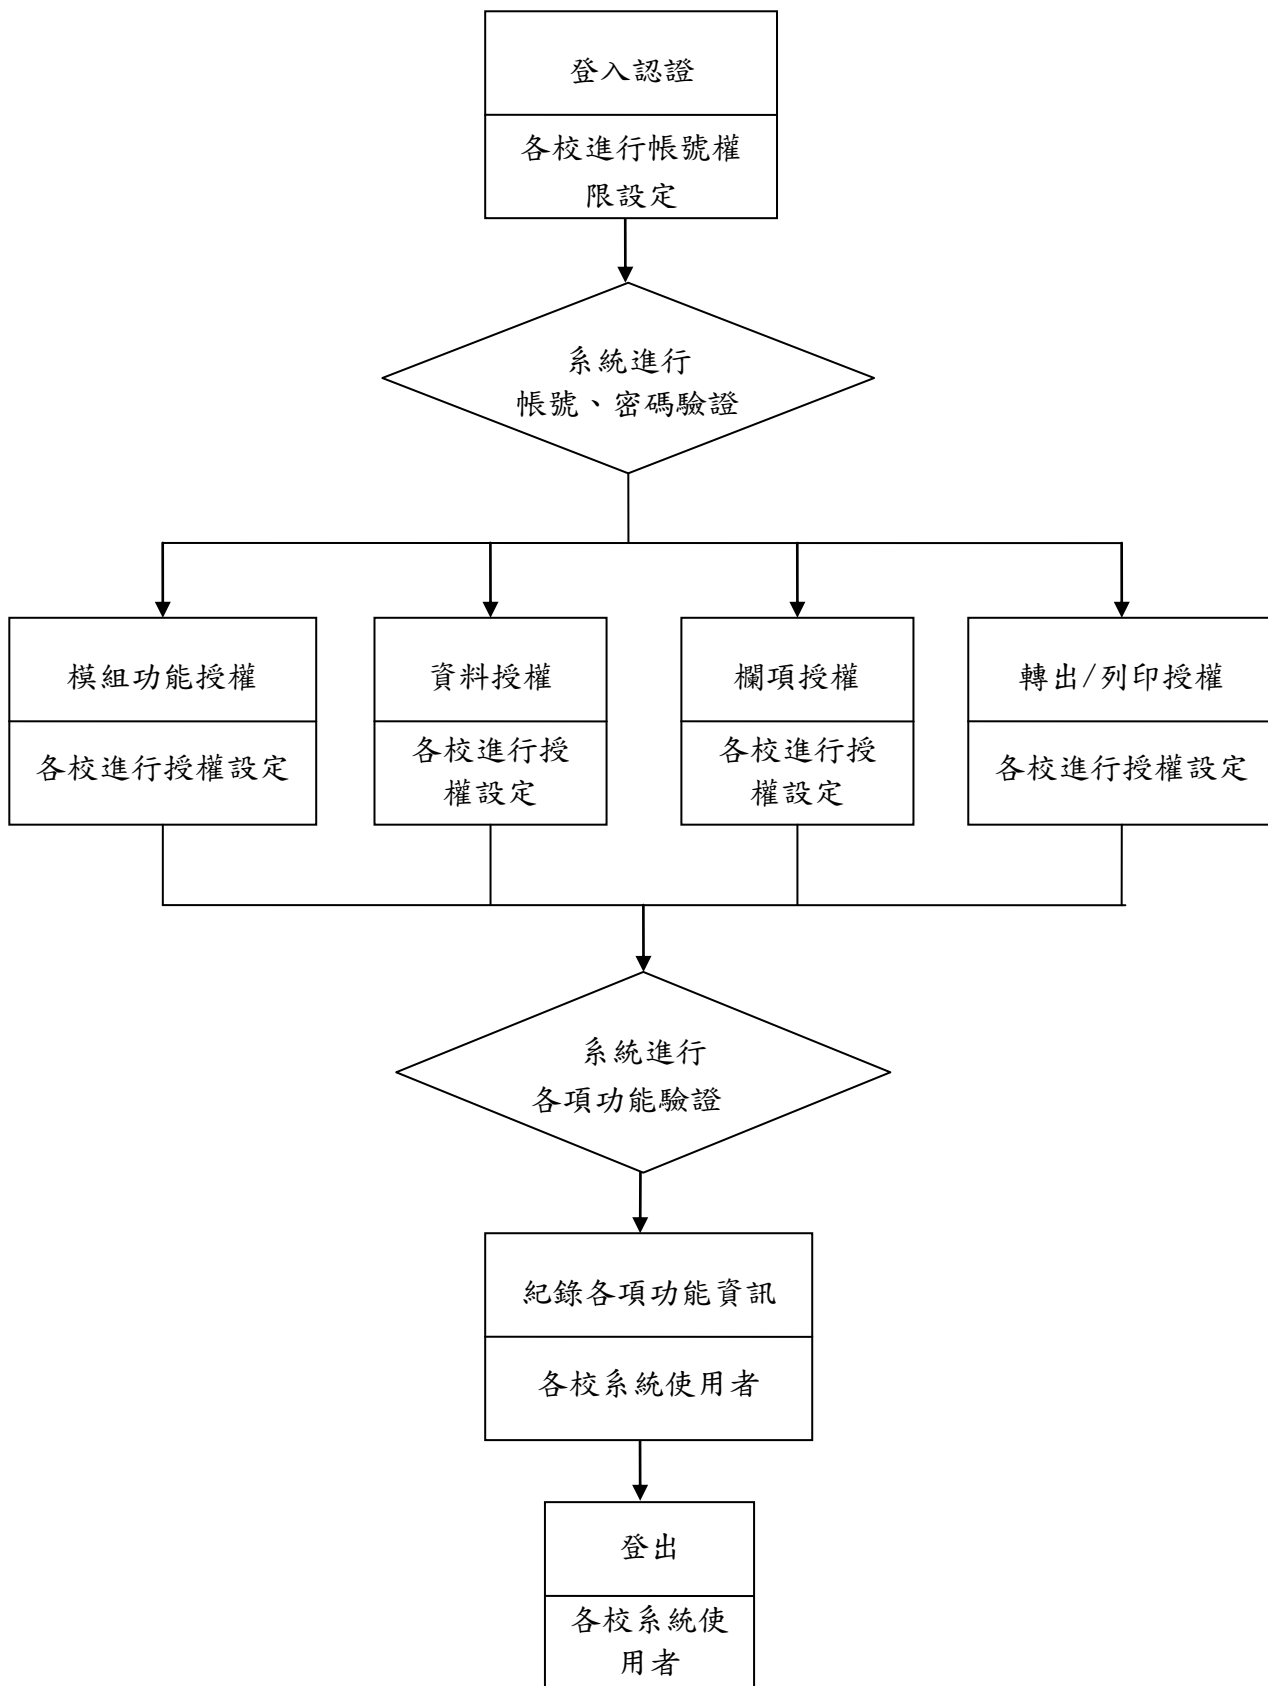 登入認證
各校進行帳號權
限設定
系統進行
帳號、密碼驗證
模組功能授權
各校進行授權設定
資料授權
各校進行授
權設定
欄項授權
各校進行授
權設定
轉出/列印授權
各校進行授權設定
系統進行
各項功能驗證
紀錄各項功能資訊
各校系統使用者
登出
各校系統使
用者